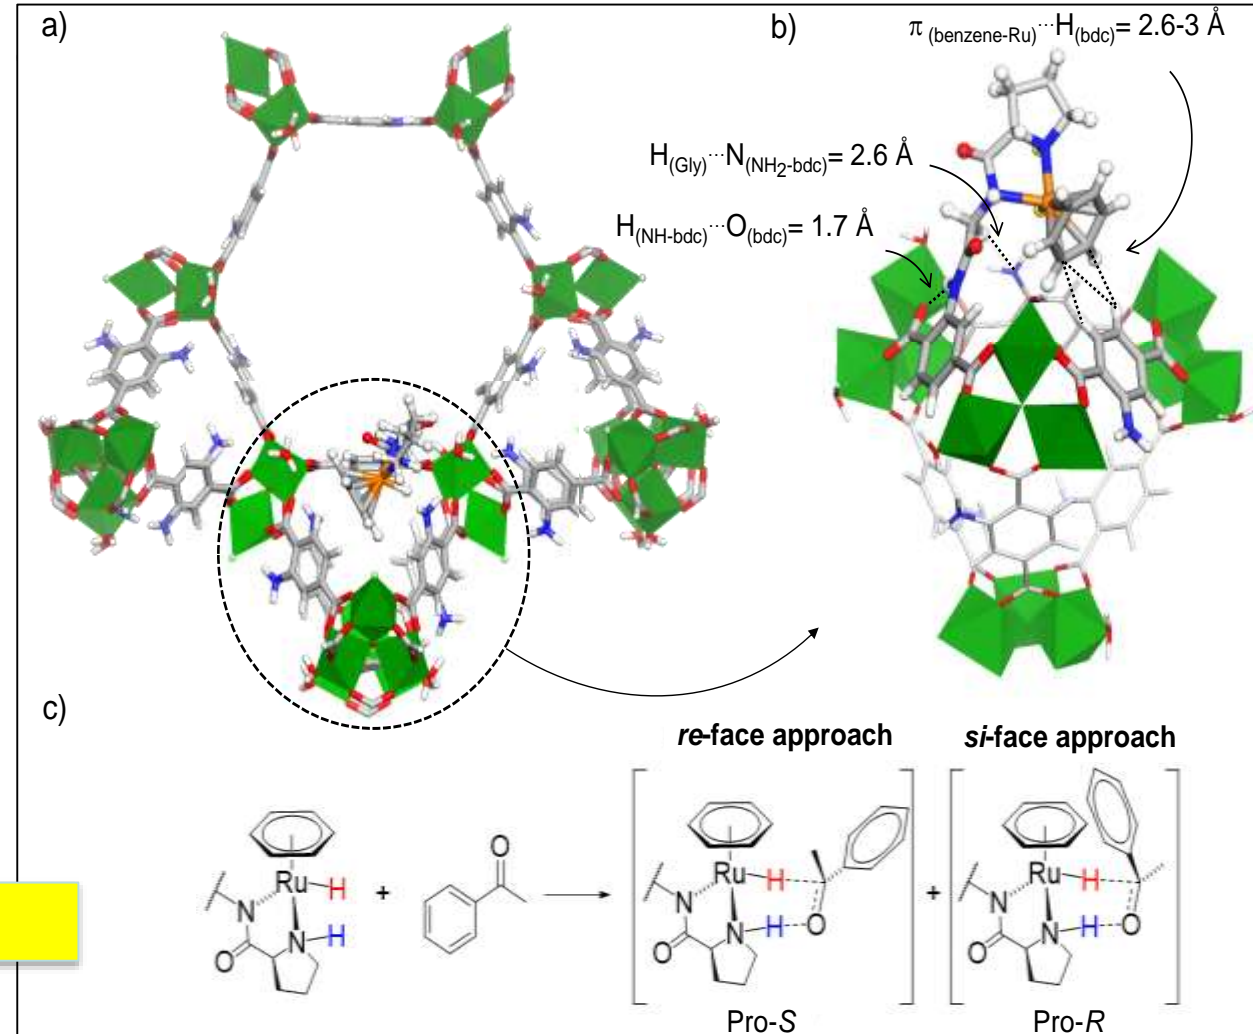 a)
b)
π (benzene-Ru)···H(bdc)= 2.6-3 Å
H(Gly)···N(NH2-bdc)= 2.6 Å
H(NH-bdc)···O(bdc)= 1.7 Å
c)
re-face approach
si-face approach
O
Ru
H
+
N
N
H
O
Ru
H
N
N
H
O
O
Pro-S
+
Ru
H
N
N
H
O
O
Pro-R